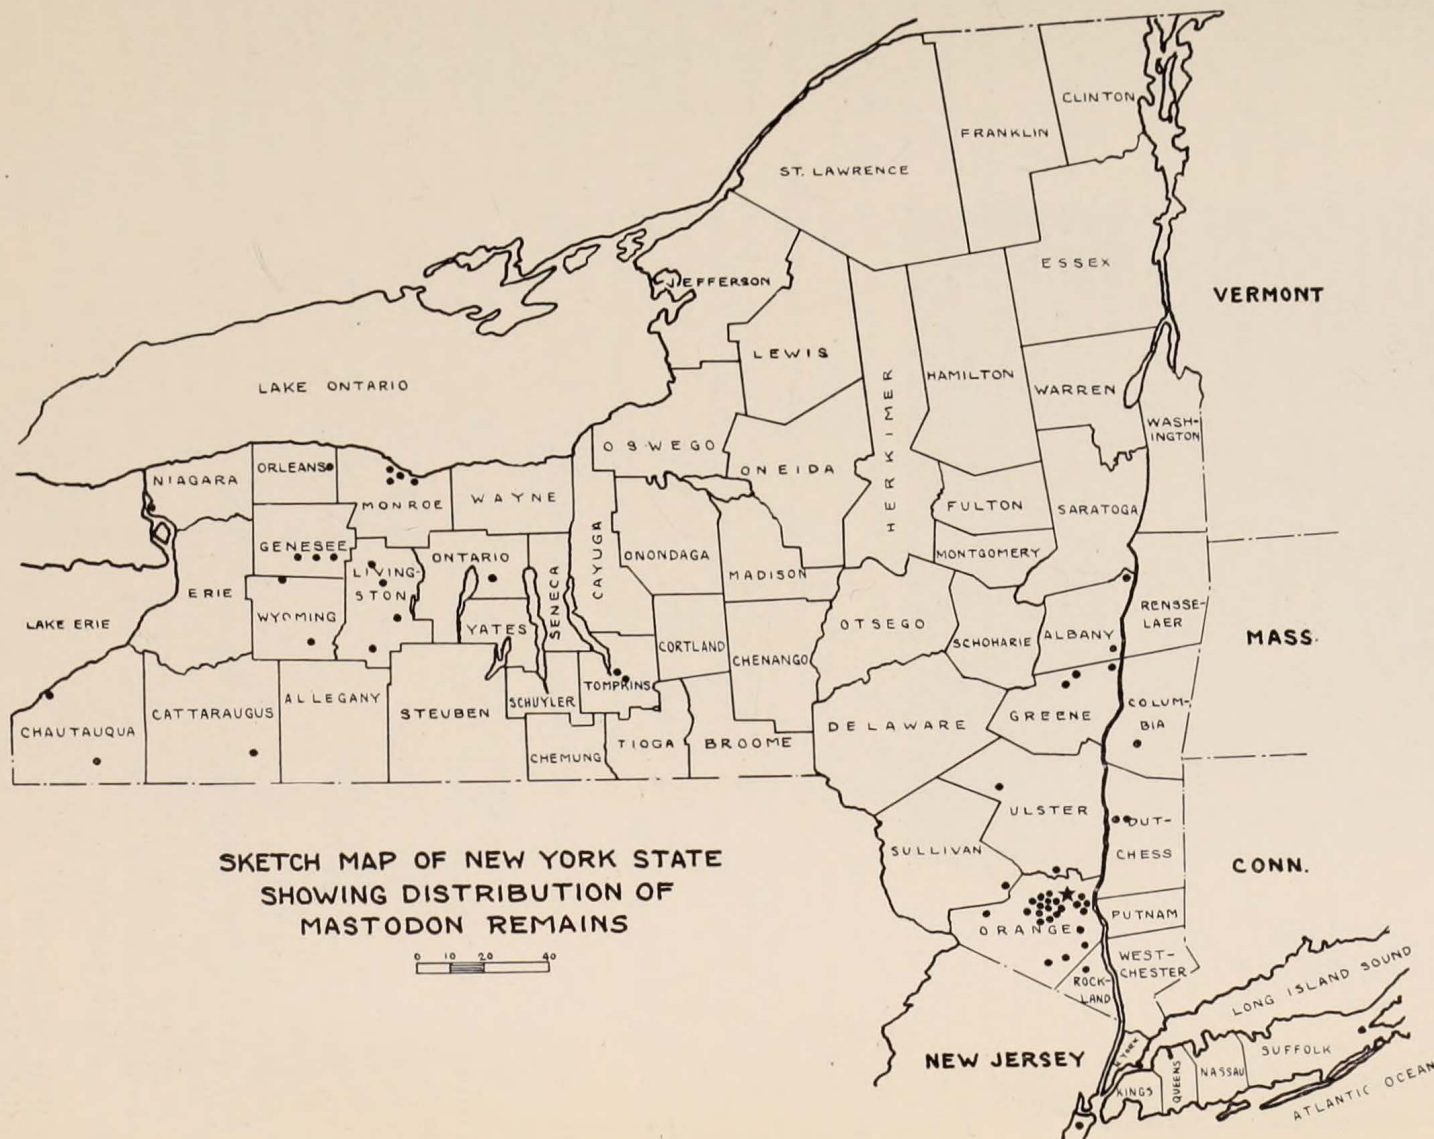 CLINTON
FRANKLIN
ST. LAWRENCE
ESSEX
JEFFERSON
VERMONT
LEWIS
HERKIMER
HAMILTON
WARREN
LAKE ONTARIO
WASH-
INGTON
OSWEGO
ONEIDA
NIAGARA
ORLEANS
MONROE
WAYNE
CAYUGA
FULTON
SARATOGA
GENESEE
ONTARIO
SENECA
ONONDAGA
MADISON
MONTGOMERY
LIVING-
STON
ERIE
WYOMING
YATES
LAKE ERIE
CORTLAND
CHENANGO
OTSEGO
SCHOHARIE
ALBANY
RENSSE-
LAER
MASS.
CHAUTAUQUA
CATTARAUGUS
ALLEGANY
STEUBEN
SCHUYLER
TOMPKINS
CHEMUNG
TIOGA
BROOME
DELAWARE
GREENE
COLUM-
BIA
ULSTER
SULLIVAN
DUT-
CHESS
CONN.
SKETCH MAP OF NEW YORK STATE
SHOWING DISTRIBUTION OF
MASTODON REMAINS
0 10 20 40
ORANGE
PUTNAM
WEST-
CHESTER
ROCK-
LAND
LONG ISLAND SOUND
NEW JERSEY
N. YORK
KINGS
QUEENS
NASSAU
SUFFOLK
ATLANTIC OCEAN